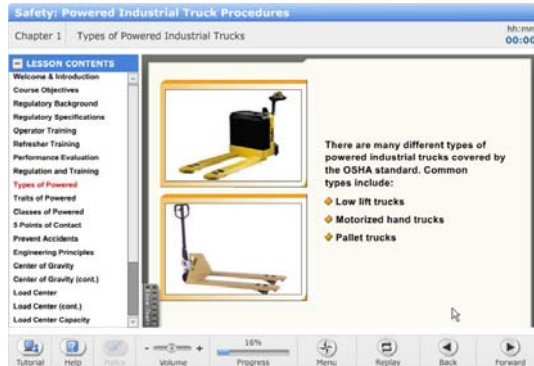 Safety: Powered Industrial Truck Procedures
Chapter 1 Types of Powered Industrial Trucks
hh:mm
00:00
LESSON CONTENTS
Welcome & Introduction
Course Objectives
Regulatory Background
Regulatory Specifications
Operator Training
Refresher Training
Performance Evaluation
Regulation and Training
Types of Powered
Traits of Powered
Classes of Powered
5 Points of Contact
Prevent Accidents
Engineering Principles
Center of Gravity
Center of Gravity (cont.)
Load Center
Load Center (cont.)
Load Center Capacity
There are many different types of
powered industrial trucks covered by
the OSHA standard. Common
types include:
Low lift trucks
Motorized hand trucks
Pallet trucks
16%
Tutorial Help Police - Volume + Progress Menu Replay Back Forward